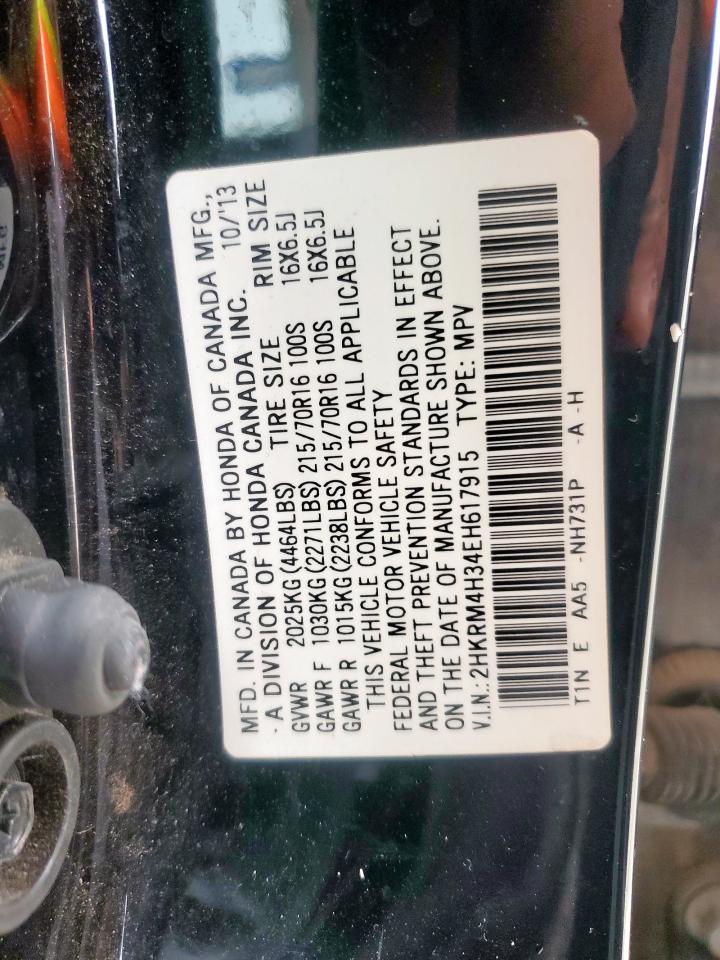 MFD. IN CANADA BY HONDA OF CANADA MFG.,
- A DIVISION OF HONDA CANADA INC. 10/'13
GVWR 2025KG (4464LBS) TIRE SIZE RIM SIZE
GAWR F 1030KG (2271LBS) 215/70R16 100S 16X6.5J
GAWR R 1015KG (2238LBS) 215/70R16 100S 16X6.5J
THIS VEHICLE CONFORMS TO ALL APPLICABLE
FEDERAL MOTOR VEHICLE SAFETY
AND THEFT PREVENTION STANDARDS IN EFFECT
ON THE DATE OF MANUFACTURE SHOWN ABOVE.
V.I.N.: 2HKRM4H34EH617915 TYPE: MPV
T1N E AA5 -NH731P -A -H